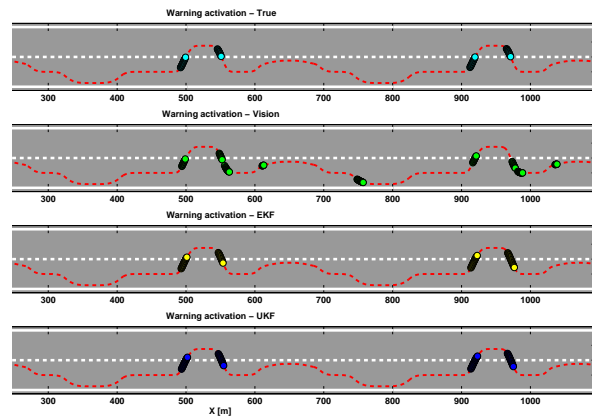 Warning activation − True
300 400 500 600 700 800 900 1000
Warning activation − Vision
300 400 500 600 700 800 900 1000
Warning activation − EKF
300 400 500 600 700 800 900 1000
Warning activation − UKF
300 400 500 600 700 800 900 1000
X [m]